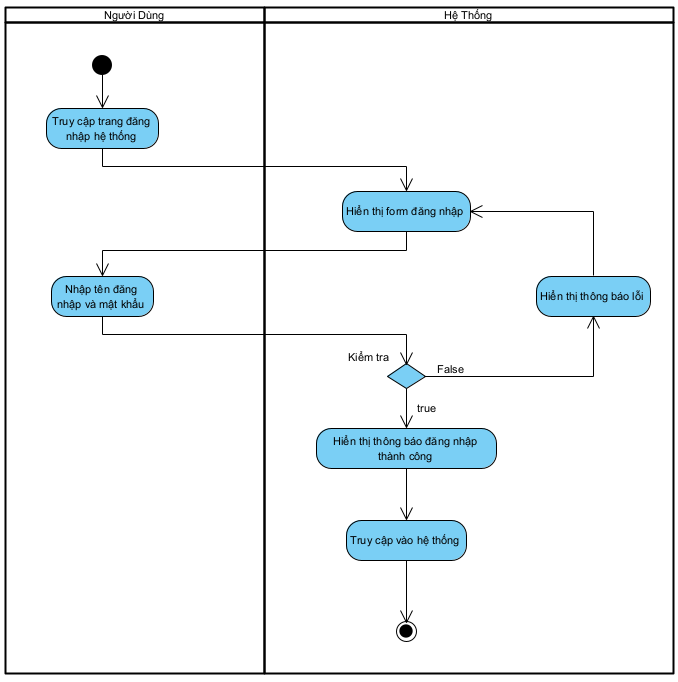 Người Dùng
Hệ Thống
Truy cập trang đăng
nhập hệ thống
Hiển thị form đăng nhập
Nhập tên đăng
nhập và mật khẩu
Hiển thị thông báo lỗi
Kiểm tra
False
true
Hiển thị thông báo đăng nhập
thành công
Truy cập vào hệ thống